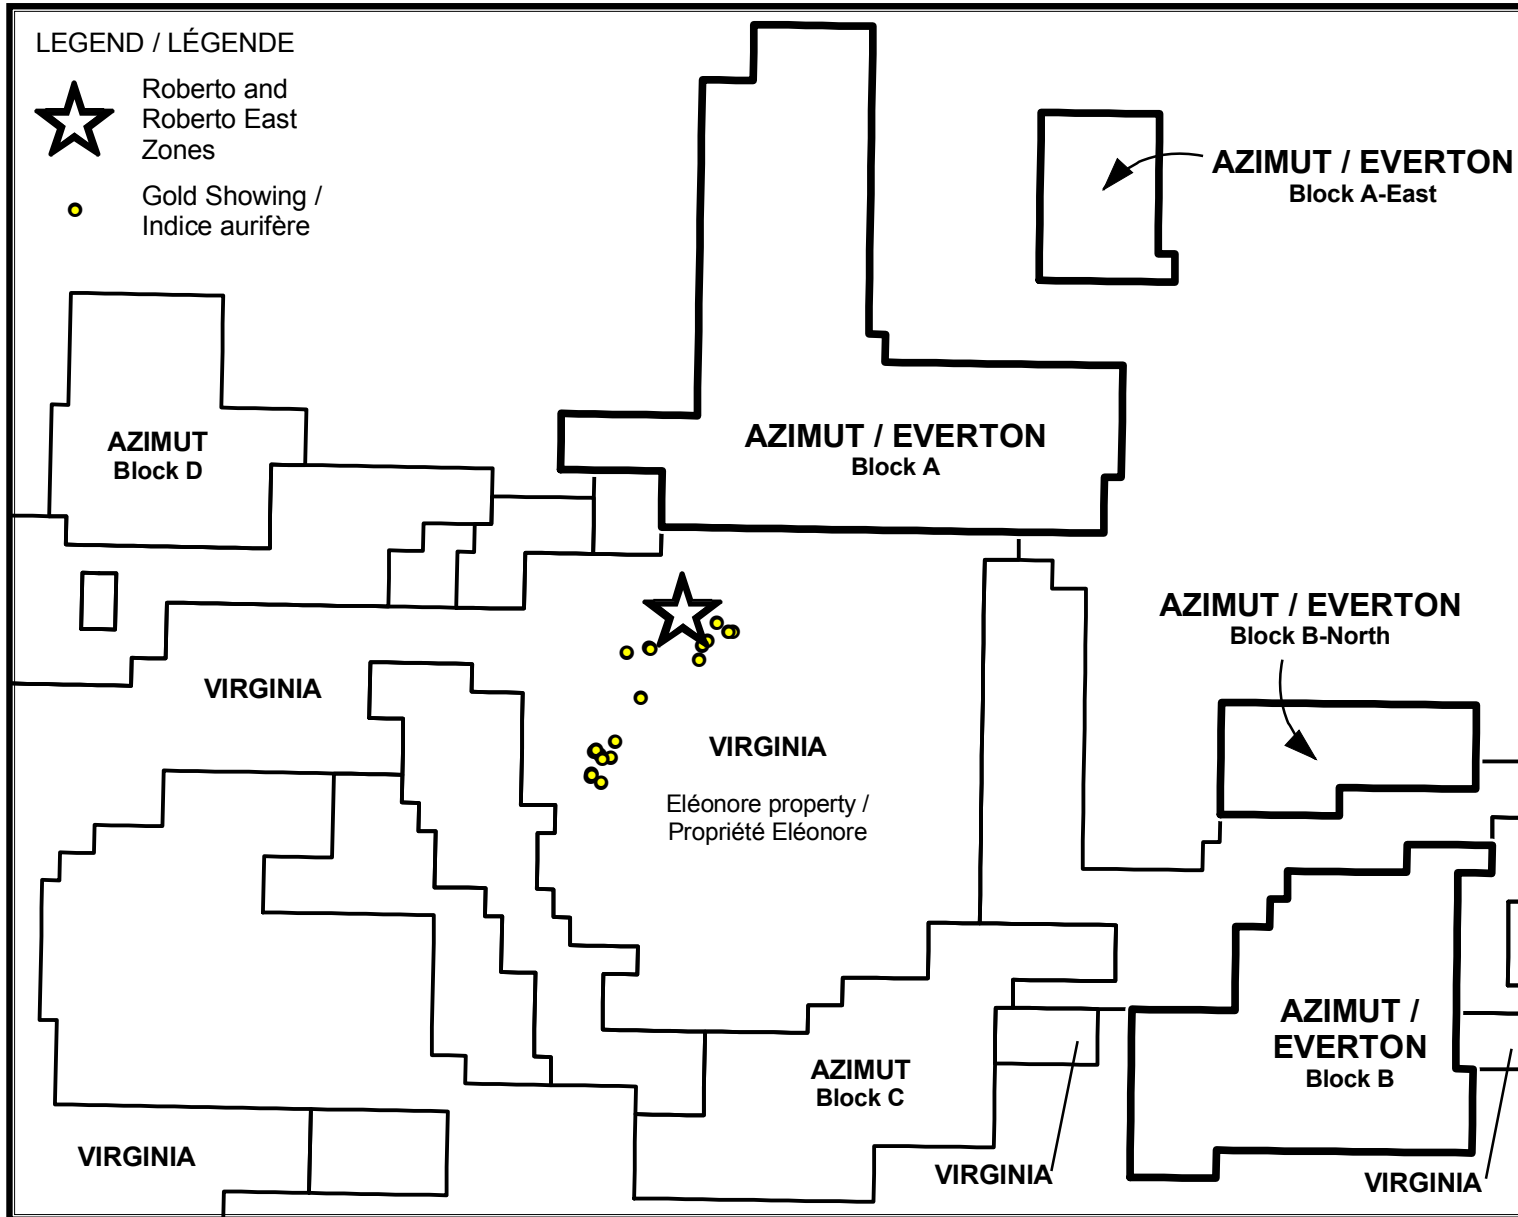 LEGEND / LÉGENDE
Roberto and
Roberto East
Zones
Gold Showing /
Indice aurifère
AZIMUT / EVERTON
Block A-East
AZIMUT
Block D
AZIMUT / EVERTON
Block A
AZIMUT / EVERTON
Block B-North
VIRGINIA
VIRGINIA
Eléonore property /
Propriété Eléonore
AZIMUT /
EVERTON
Block B
AZIMUT
Block C
VIRGINIA
VIRGINIA
VIRGINIA